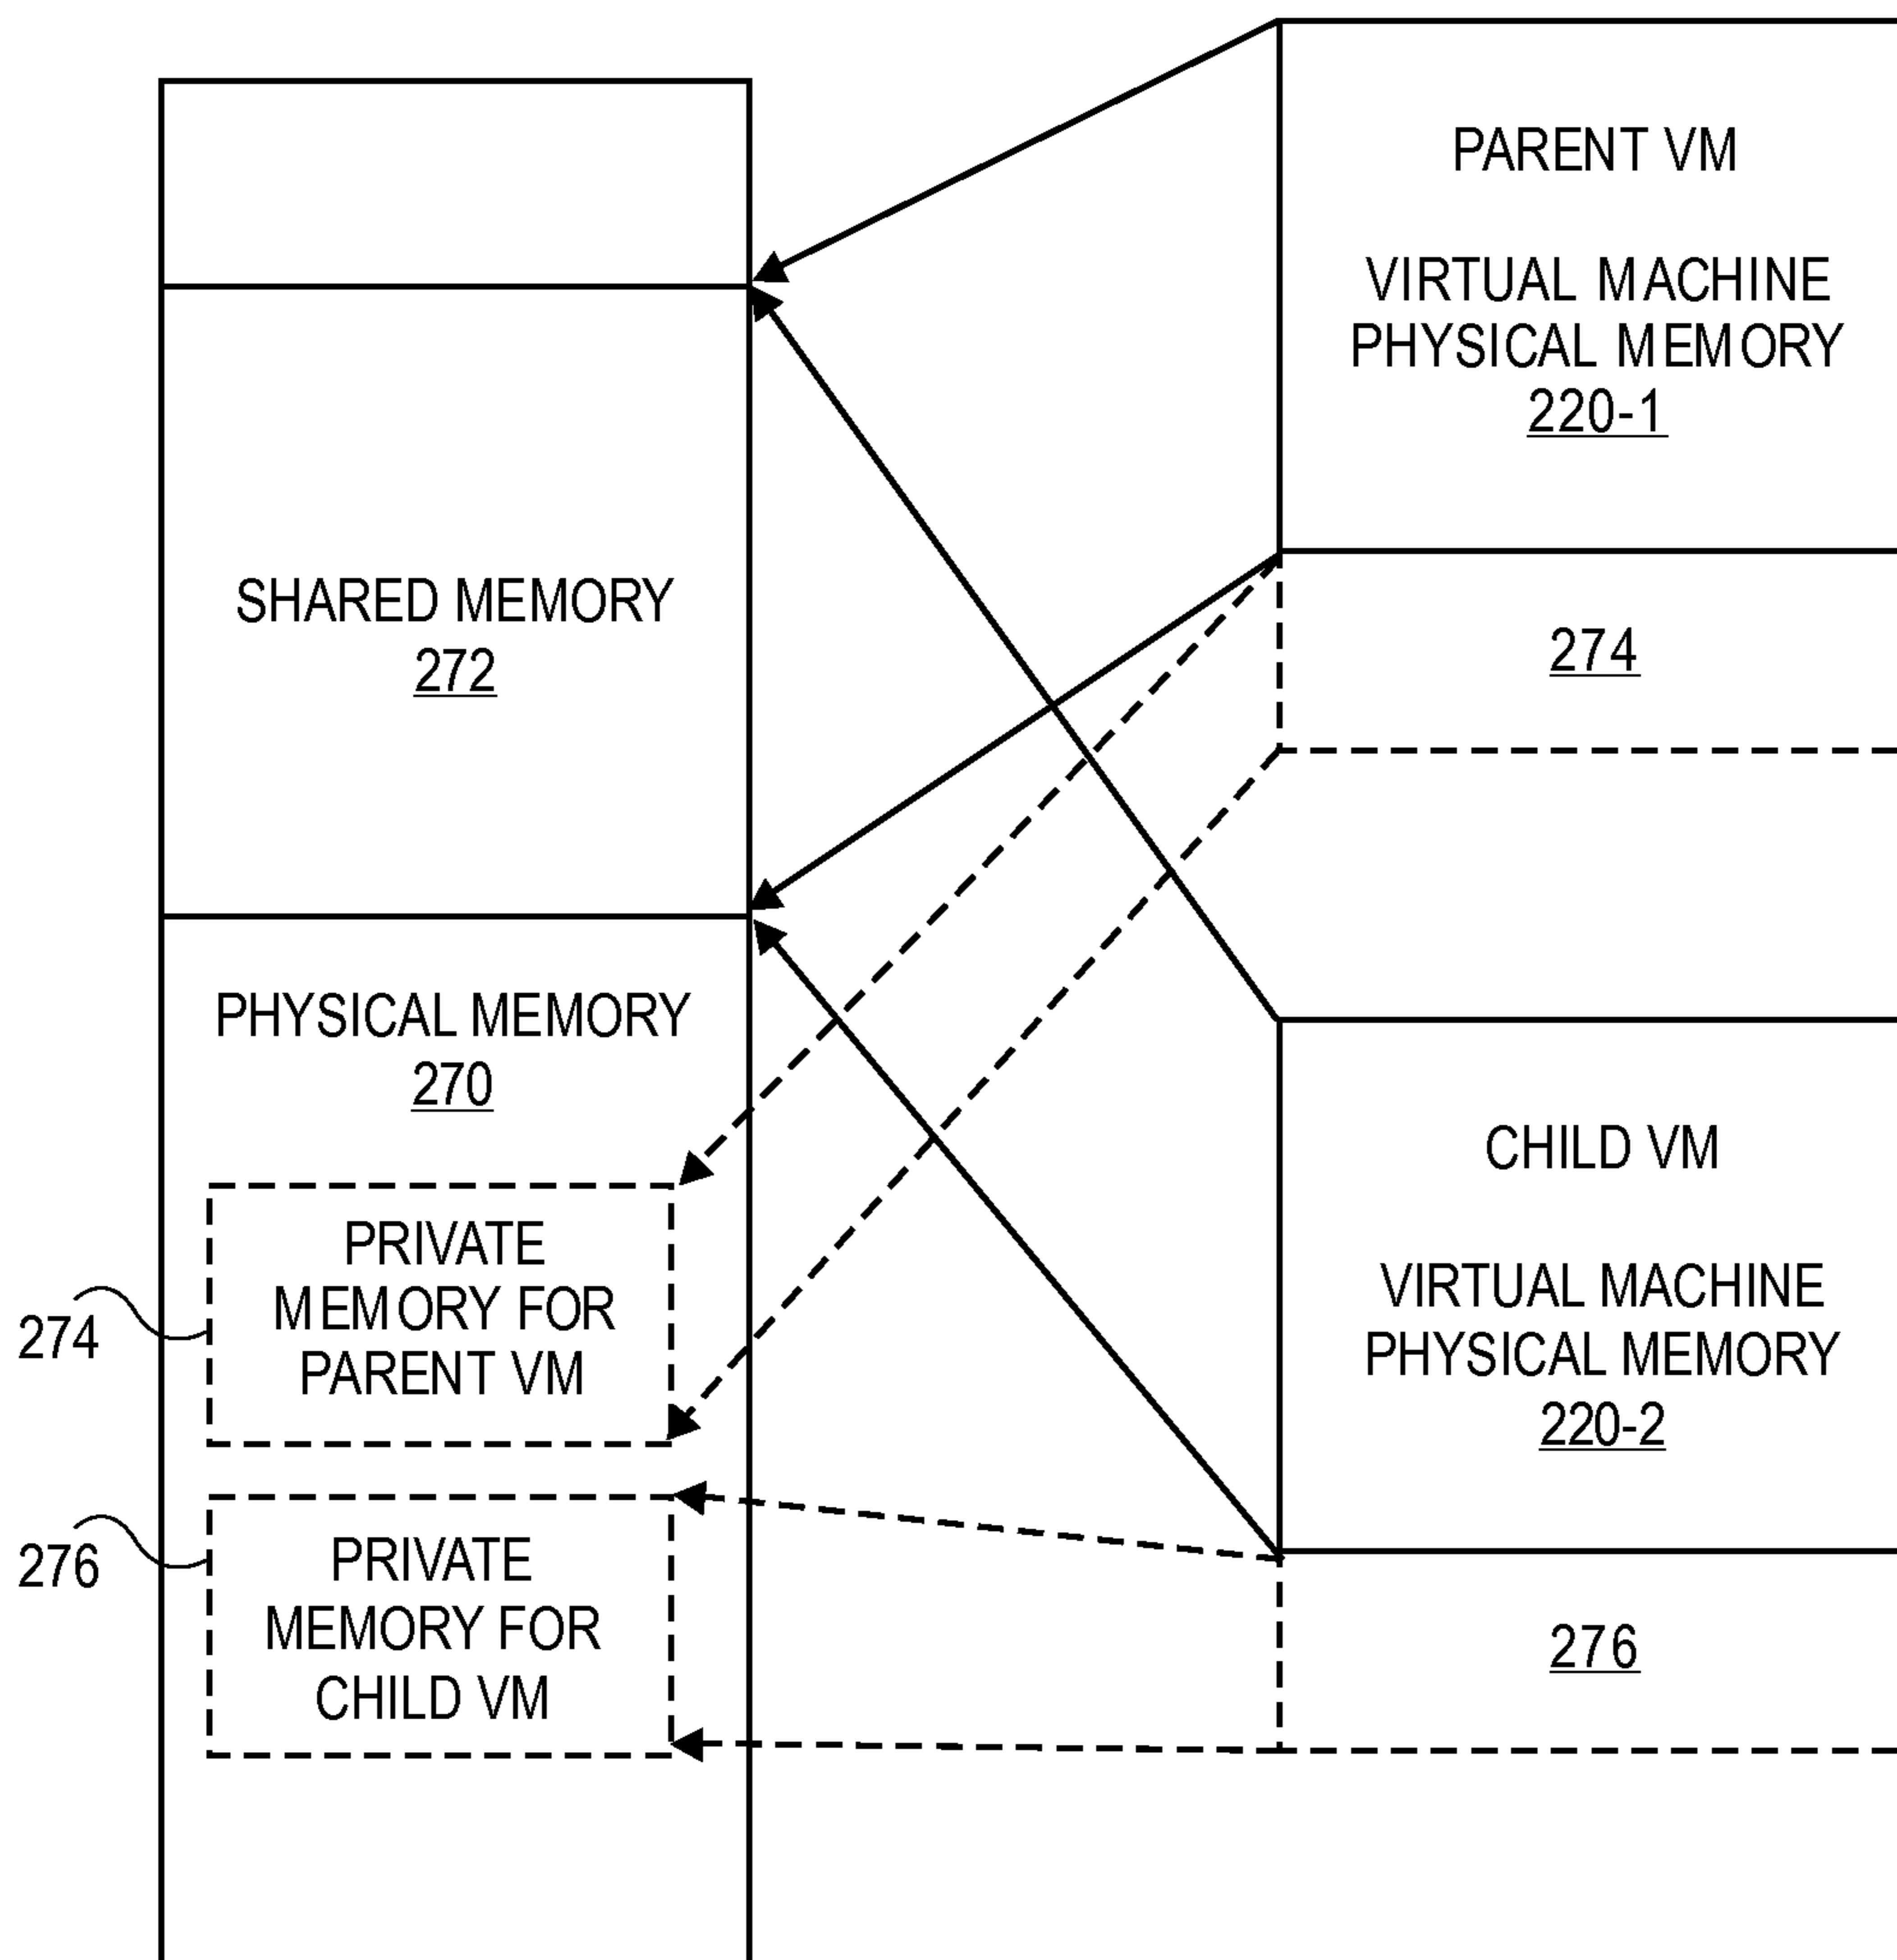 SHARED MEMORY
272
PHYSICAL MEMORY
270
274
PRIVATE
MEMORY FOR
PARENT VM
276
PRIVATE
MEMORY FOR
CHILD VM
PARENT VM
VIRTUAL MACHINE
PHYSICAL MEMORY
220-1
274
CHILD VM
VIRTUAL MACHINE
PHYSICAL MEMORY
220-2
276